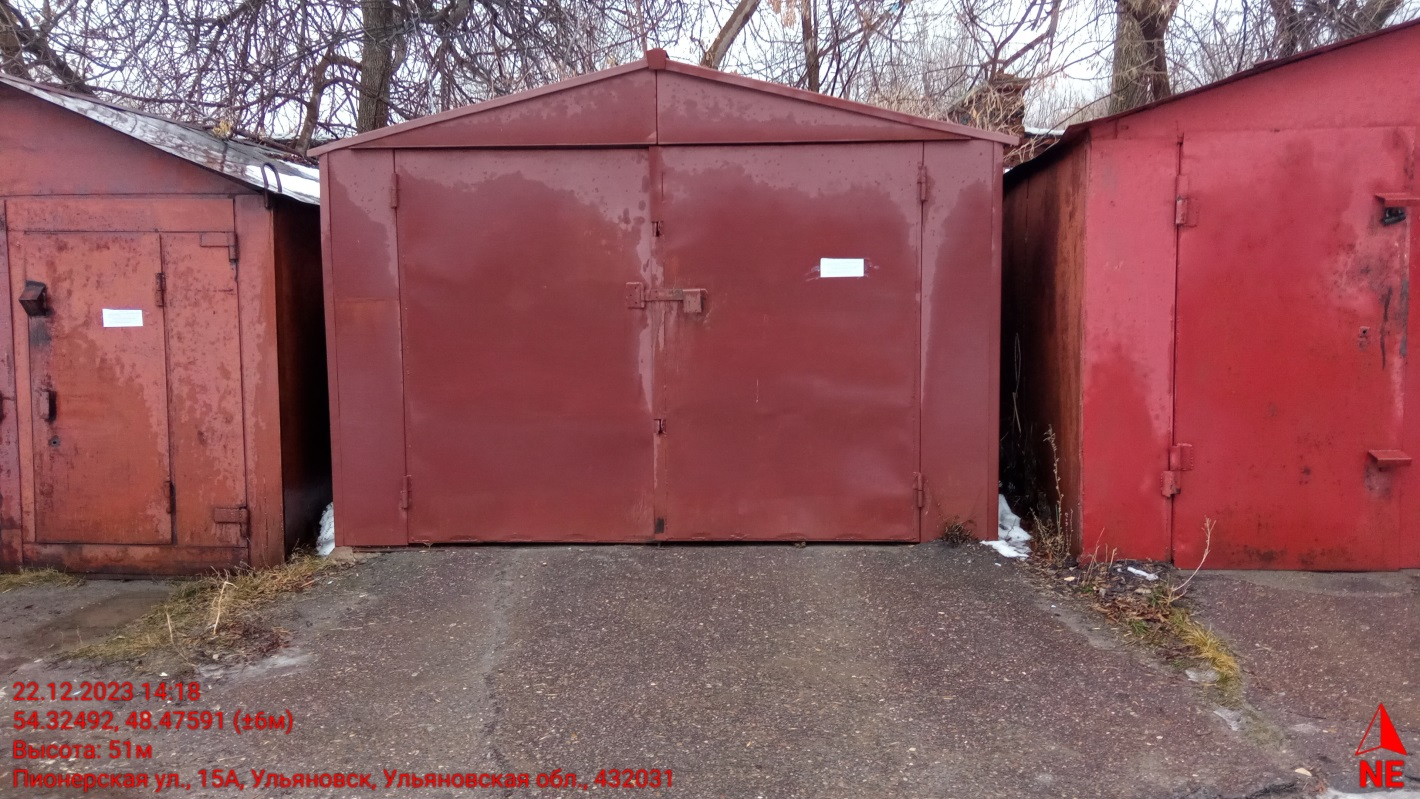 22.12.2023 14:18
54.32492, 48.47591 (±6м)
Высота: 51м
Пионерская ул., 15А, Ульяновск, Ульяновская обл., 432031
NE